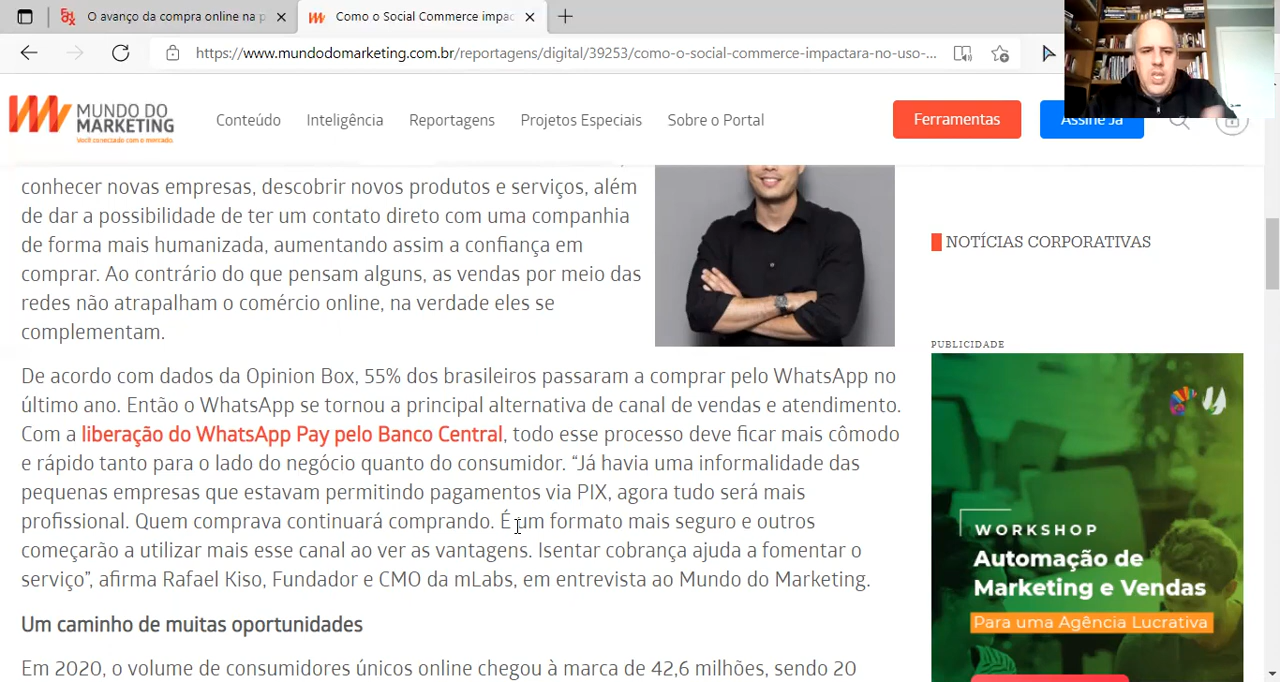 O avanço da compra online na p
Como o Social Commerce impac
https://www.mundodomarketing.com.br/reportagens/digital/39253/como-o-social-commerce-impactara-no-uso-...
MUNDO DO
MARKETING
Você conectado com o mercado
Conteúdo
Inteligência
Reportagens
Projetos Especiais
Sobre o Portal
Ferramentas
Assine Já
conhecer novas empresas, descobrir novos produtos e serviços, além
de dar a possibilidade de ter um contato direto com uma companhia
de forma mais humanizada, aumentando assim a confiança em
comprar. Ao contrário do que pensam alguns, as vendas por meio das
redes não atrapalham o comércio online, na verdade eles se
complementam.
De acordo com dados da Opinion Box, 55% dos brasileiros passaram a comprar pelo WhatsApp no
último ano. Então o WhatsApp se tornou a principal alternativa de canal de vendas e atendimento.
Com a liberação do WhatsApp Pay pelo Banco Central, todo esse processo deve ficar mais cômodo
e rápido tanto para o lado do negócio quanto do consumidor. “Já havia uma informalidade das
pequenas empresas que estavam permitindo pagamentos via PIX, agora tudo será mais
profissional. Quem comprava continuará comprando. É um formato mais seguro e outros
começarão a utilizar mais esse canal ao ver as vantagens. Isentar cobrança ajuda a fomentar o
serviço”, afirma Rafael Kiso, Fundador e CMO da mLabs, em entrevista ao Mundo do Marketing.
Um caminho de muitas oportunidades
Em 2020, o volume de consumidores únicos online chegou à marca de 42,6 milhões, sendo 20
NOTÍCIAS CORPORATIVAS
PUBLICIDADE
WORKSHOP
Automação de
Marketing e Vendas
Para uma Agência Lucrativa